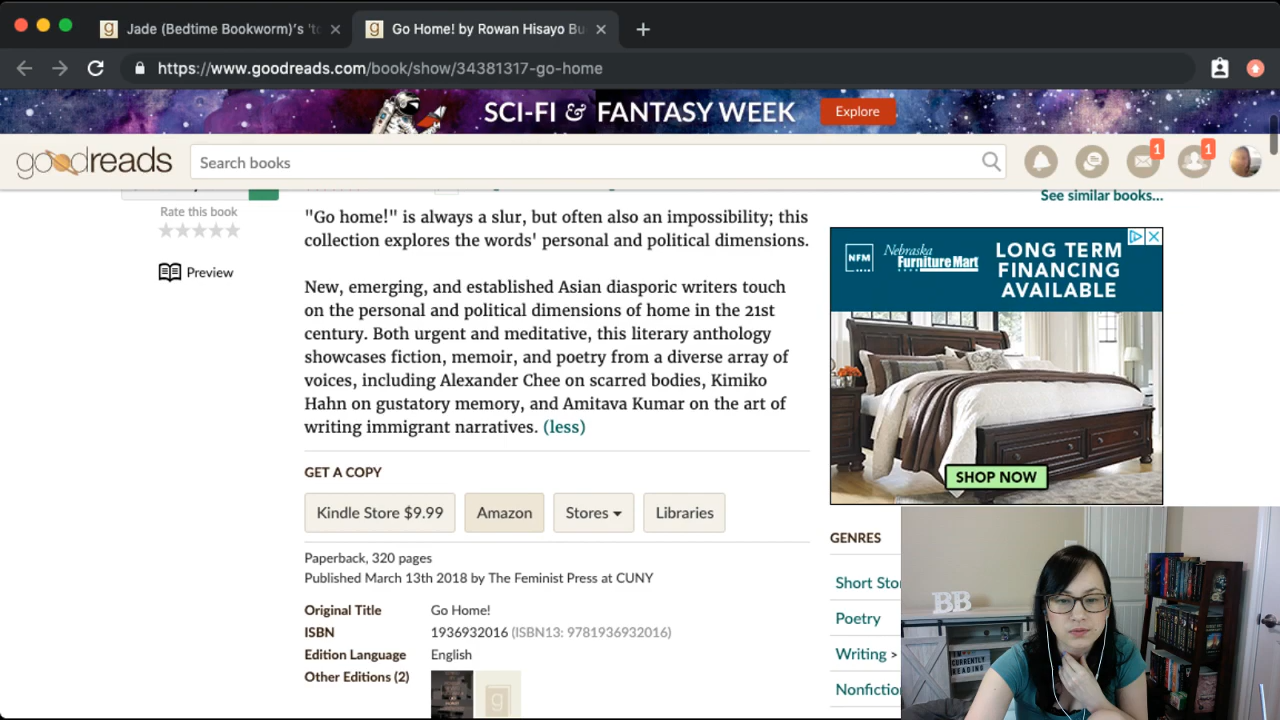 Jade (Bedtime Bookworm)'s 'to
Go Home! by Rowan Hisayo Bu
https://www.goodreads.com/book/show/34381317-go-home
SCI-FI & FANTASY WEEK
Explore
goodreads
Search books
1
1
Rate this book
Preview
See similar books...
"Go home!" is always a slur, but often also an impossibility; this
collection explores the words' personal and political dimensions.
New, emerging, and established Asian diasporic writers touch
on the personal and political dimensions of home in the 21st
century. Both urgent and meditative, this literary anthology
showcases fiction, memoir, and poetry from a diverse array of
voices, including Alexander Chee on scarred bodies, Kimiko
Hahn on gustatory memory, and Amitava Kumar on the art of
writing immigrant narratives. (less)
GET A COPY
Kindle Store $9.99
Amazon
Stores
Libraries
Paperback, 320 pages
Published March 13th 2018 by The Feminist Press at CUNY
Original Title Go Home!
ISBN 1936932016 (ISBN13: 9781936932016)
Edition Language English
Other Editions (2)
NFM
Nebraska
Furniture Mart
LONG TERM
FINANCING
AVAILABLE
SHOP NOW
GENRES
Short Sto
Poetry
Writing >
Nonfictio
BB
CURRENTLY
READING